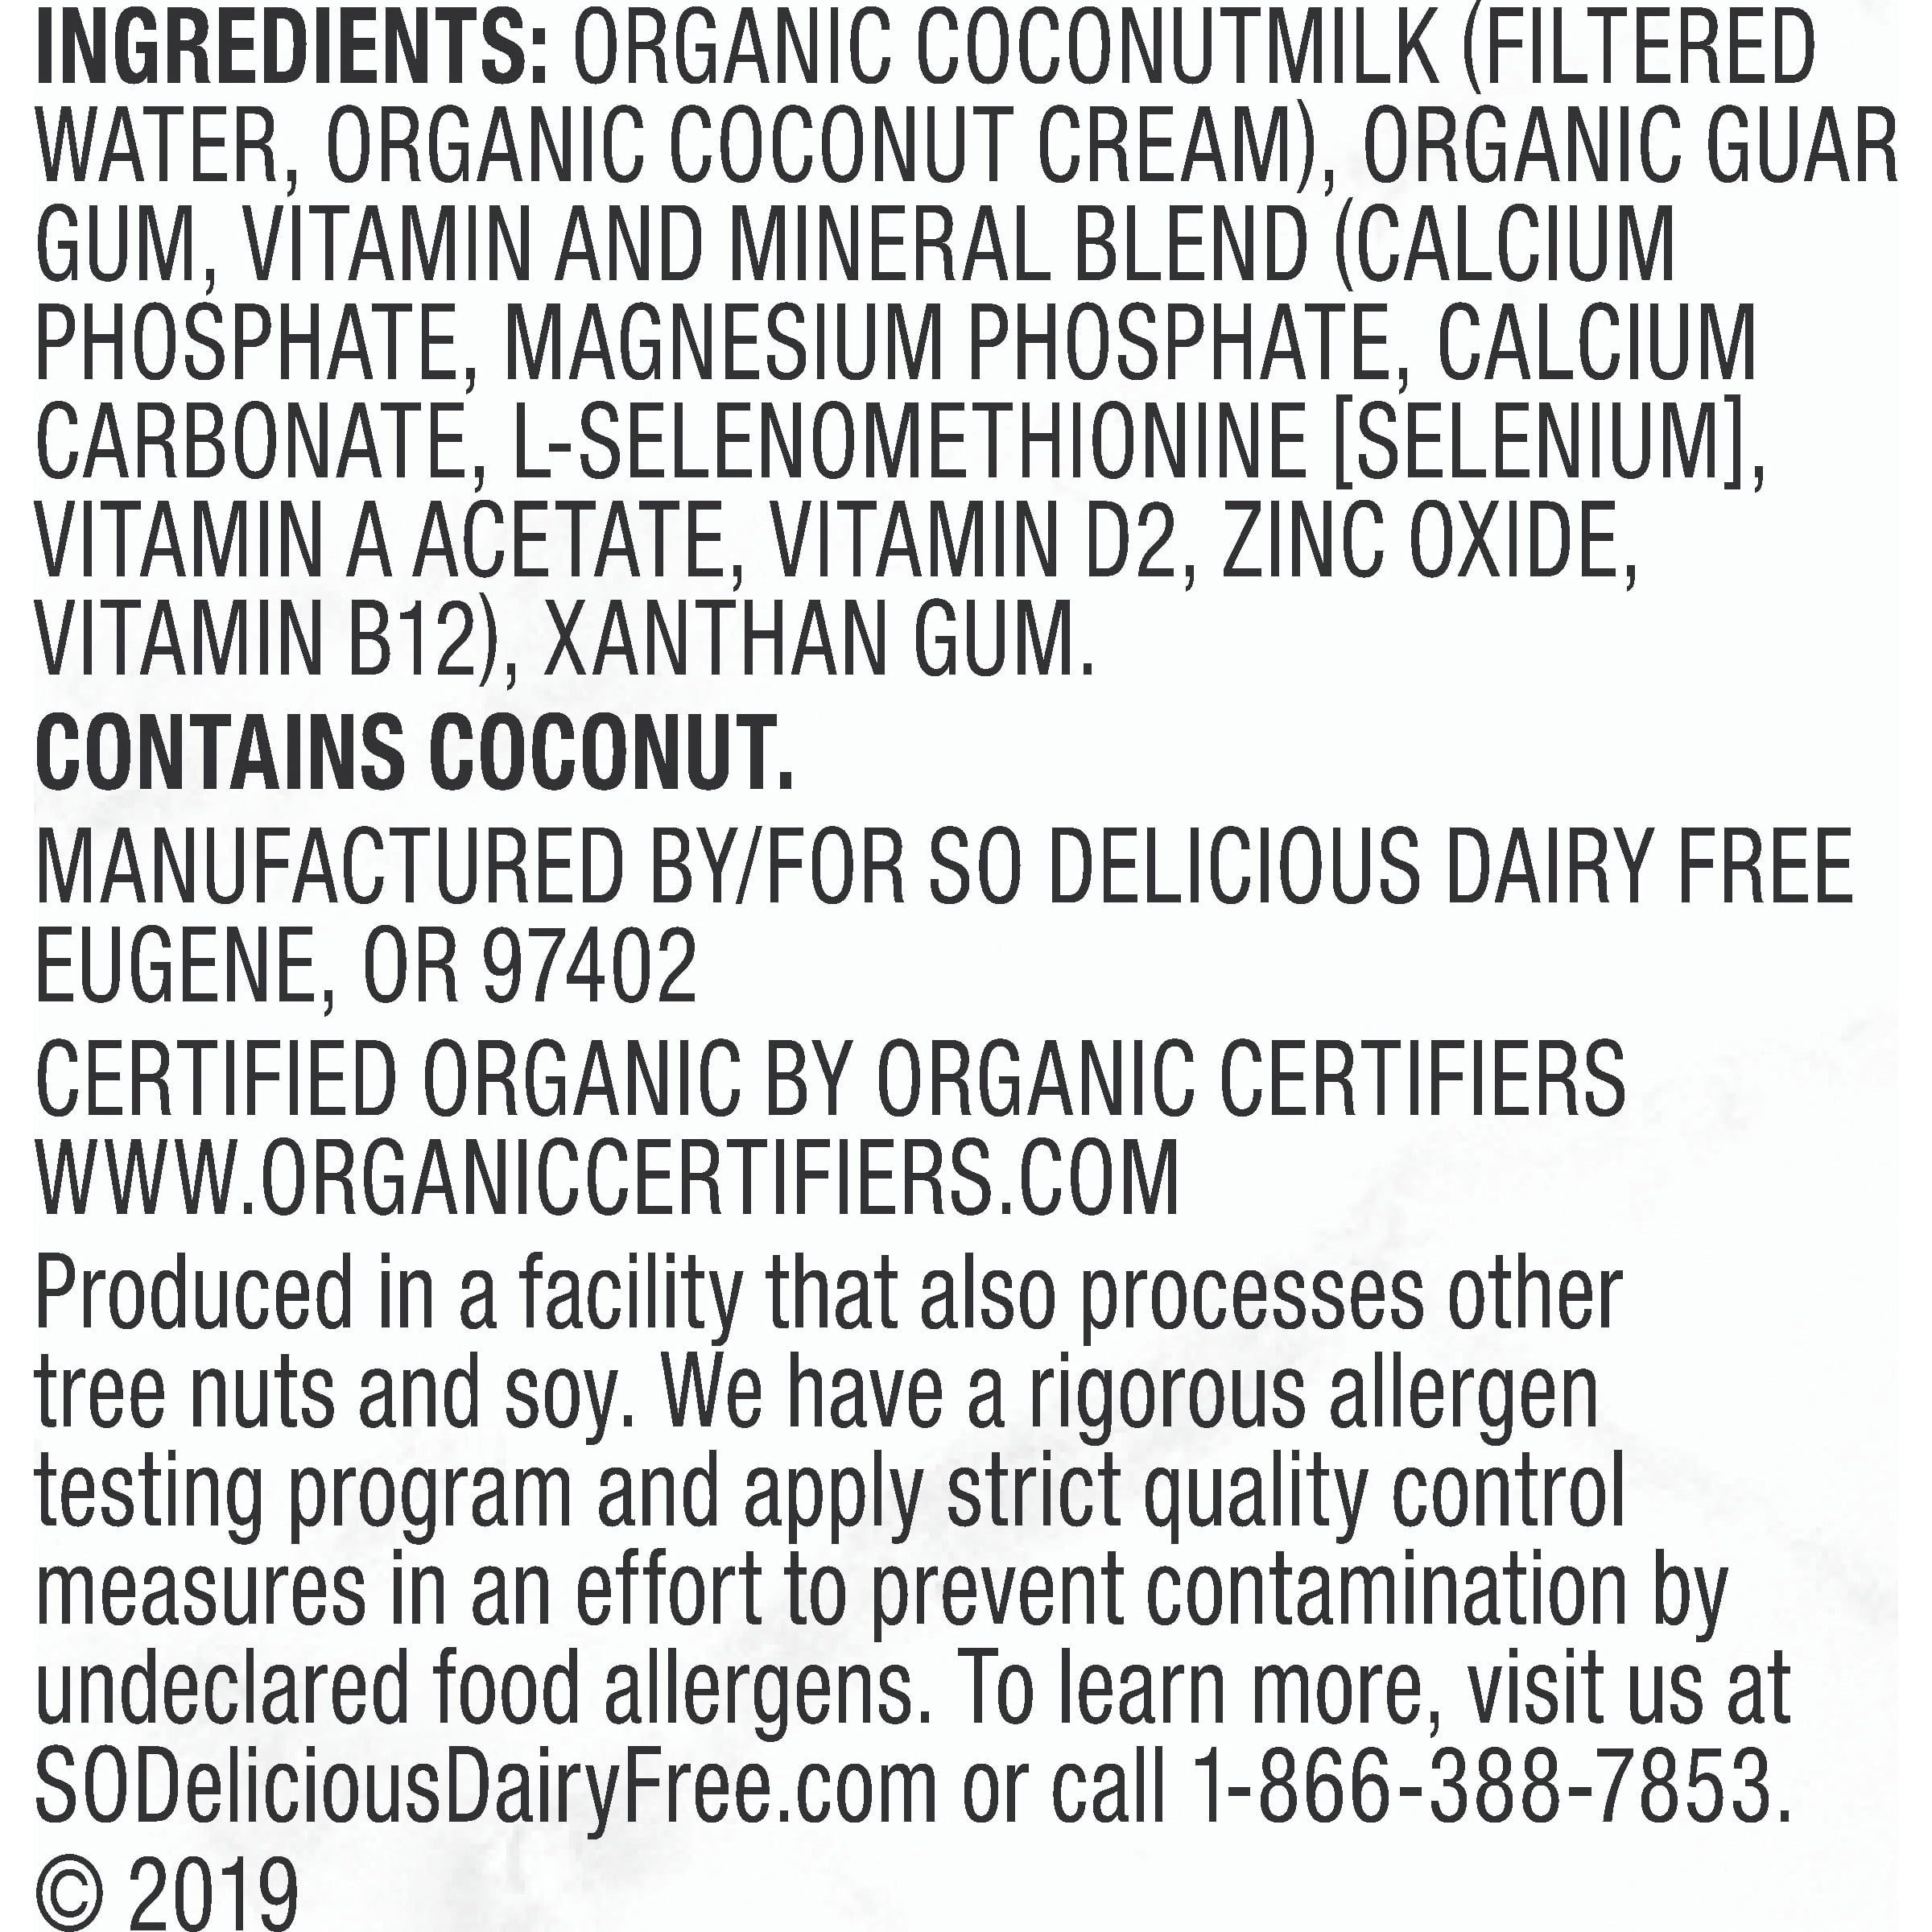 INGREDIENTS: ORGANIC COCONUTMILK (FILTERED
WATER, ORGANIC COCONUT CREAM), ORGANIC GUAR
GUM, VITAMIN AND MINERAL BLEND (CALCIUM
PHOSPHATE, MAGNESIUM PHOSPHATE, CALCIUM
CARBONATE, L-SELENOMETHIONINE [SELENIUM],
VITAMIN A ACETATE, VITAMIN D2, ZINC OXIDE,
VITAMIN B12), XANTHAN GUM.
CONTAINS COCONUT.
MANUFACTURED BY/FOR SO DELICIOUS DAIRY FREE
EUGENE, OR 97402
CERTIFIED ORGANIC BY ORGANIC CERTIFIERS
WWW.ORGANICCERTIFIERS.COM
Produced in a facility that also processes other
tree nuts and soy. We have a rigorous allergen
testing program and apply strict quality control
measures in an effort to prevent contamination by
undeclared food allergens. To learn more, visit us at
SODeliciousDairyFree.com or call 1-866-388-7853.
© 2019